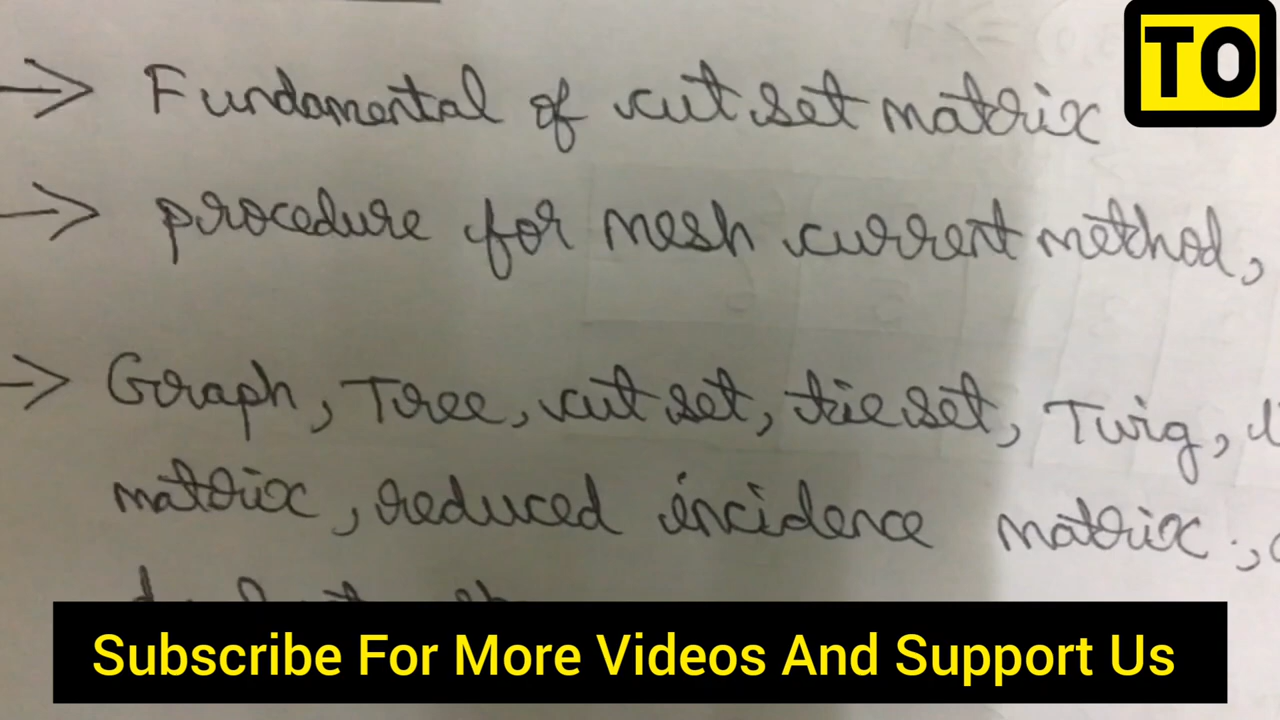 TO
→ Fundamental of cut set matrix
→ procedure for mesh current method,
→ Graph, Tree, cut set, tie set, Twig,
matrix, reduced incidence matrix.,
Subscribe For More Videos And Support Us